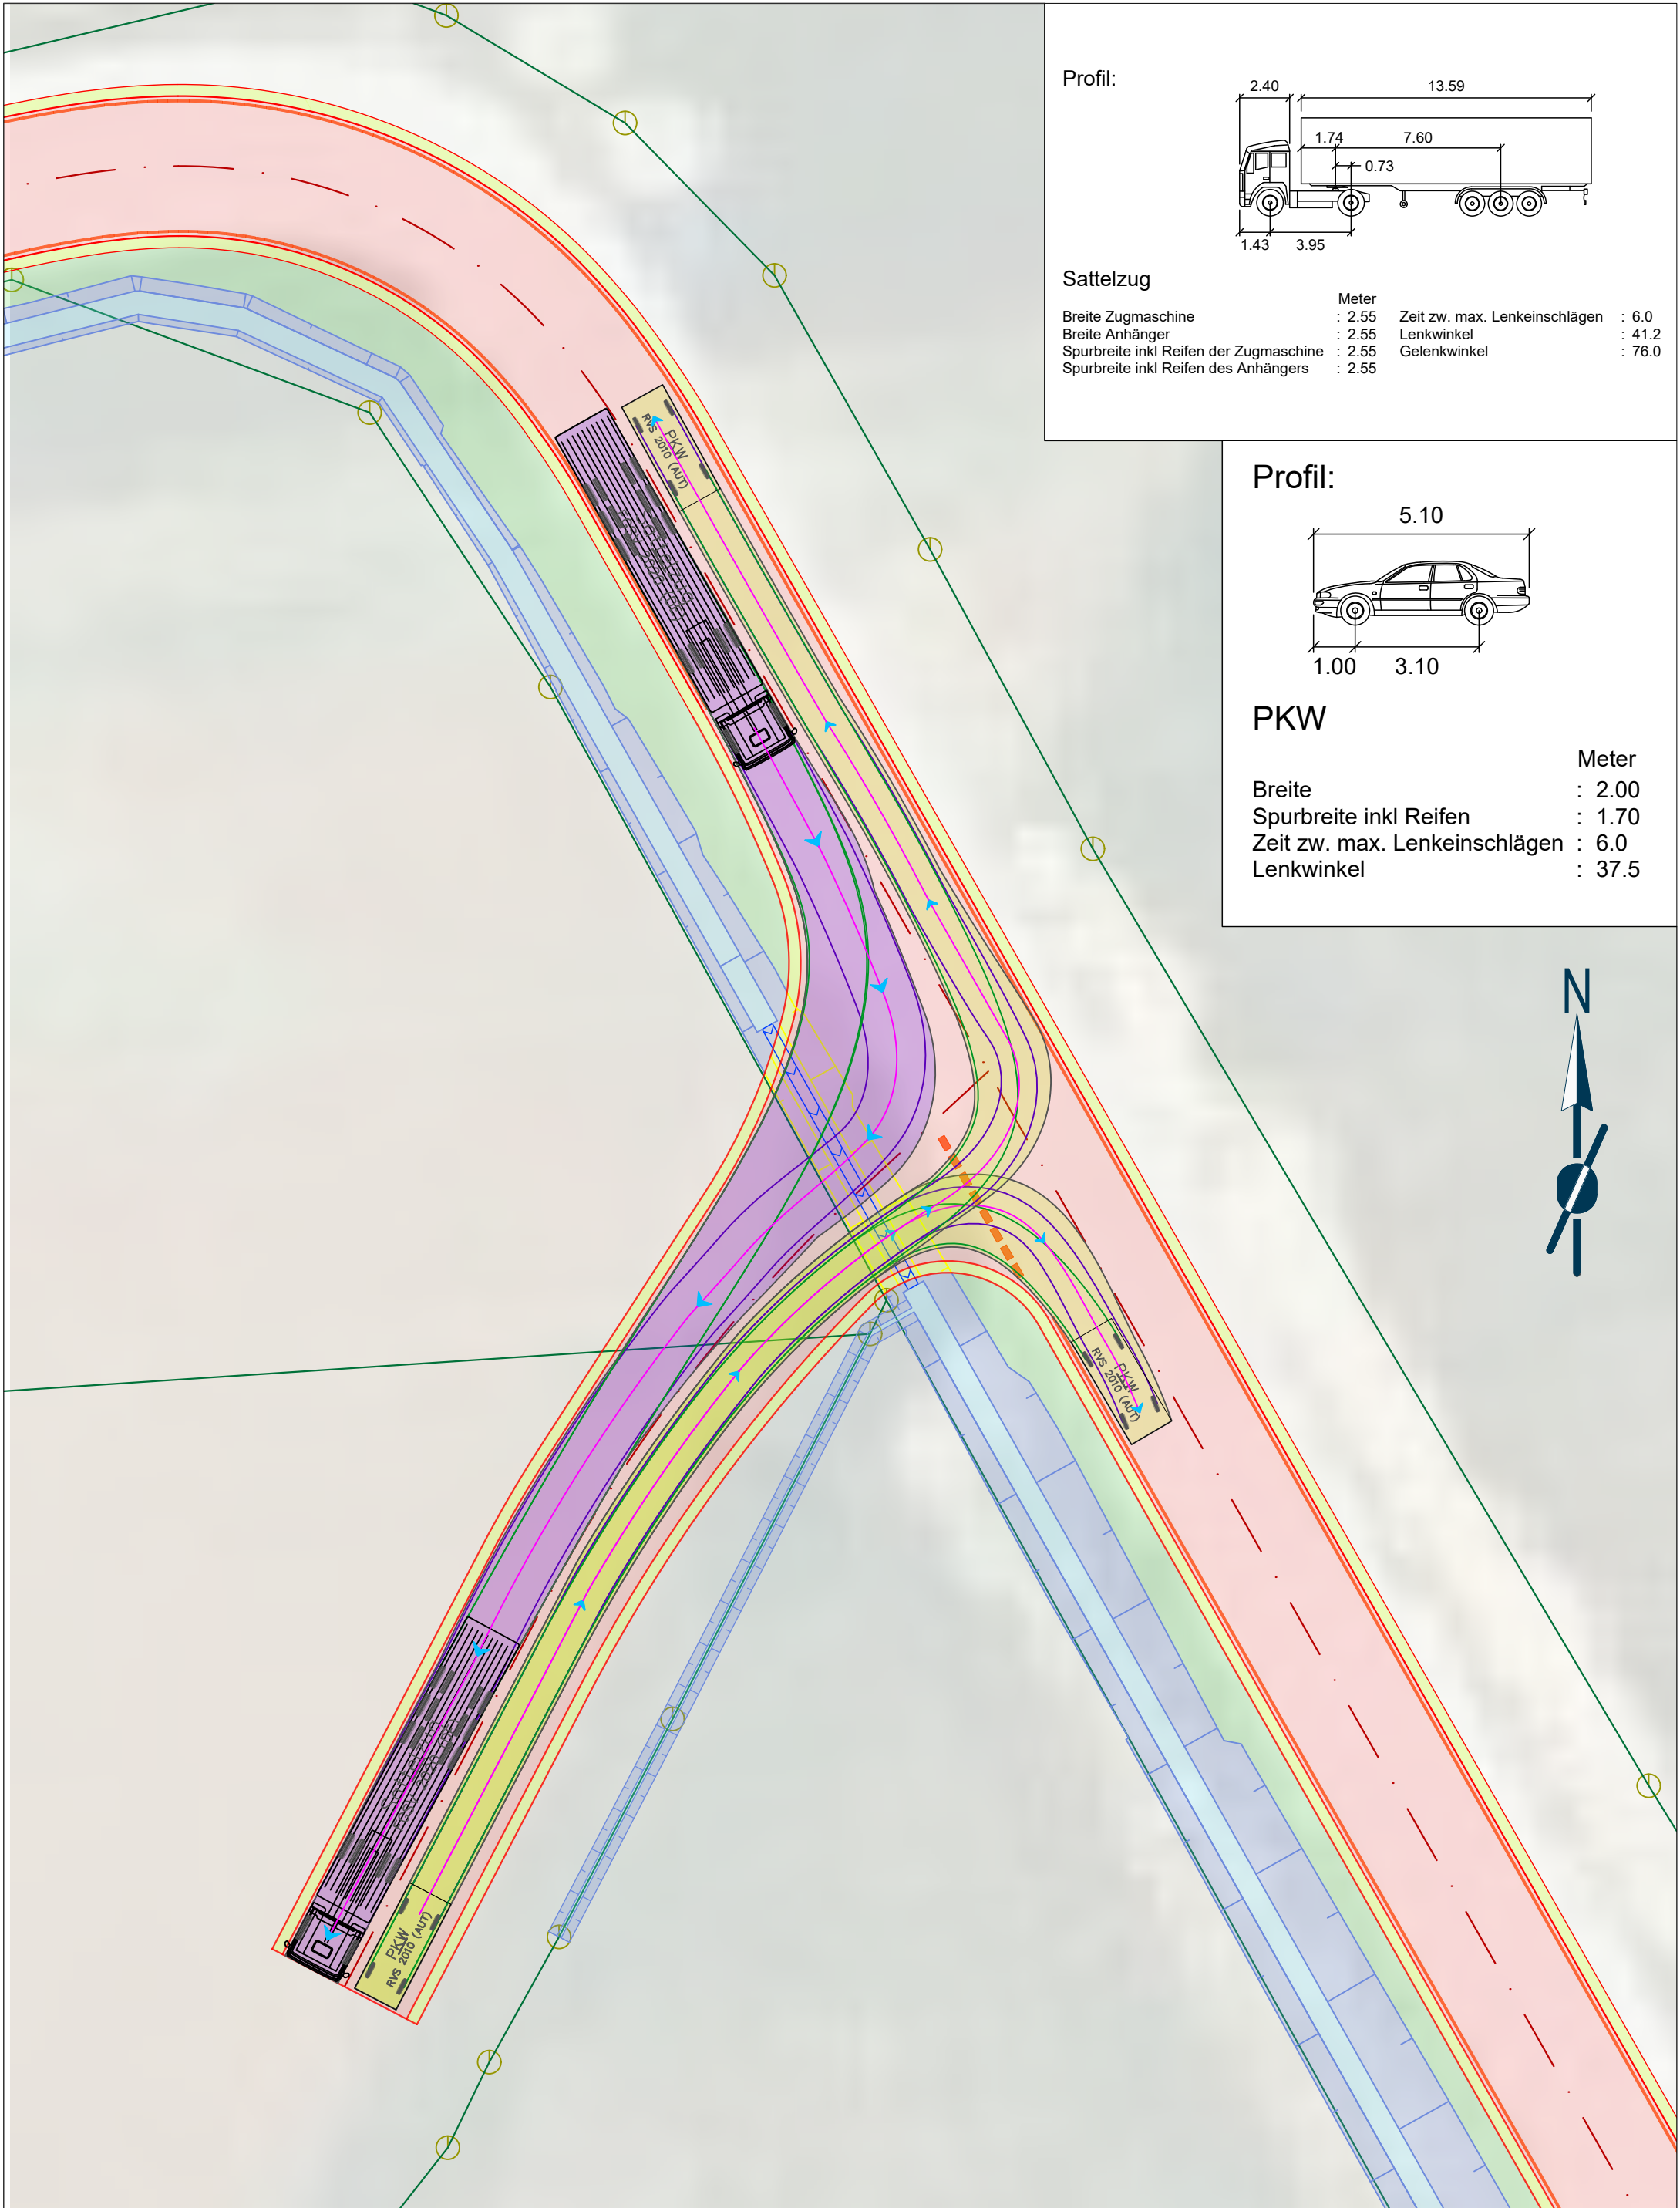 Profil:
2.40
13.59
1.74
7.60
0.73
1.43
3.95
Sattelzug
Meter
Breite Zugmaschine : 2.55 Zeit zw. max. Lenkeinschlägen : 6.0
Breite Anhänger : 2.55 Lenkwinkel : 41.2
Spurbreite inkl Reifen der Zugmaschine : 2.55 Gelenkwinkel : 76.0
Spurbreite inkl Reifen des Anhängers : 2.55
Profil:
5.10
1.00
3.10
PKW
Meter
Breite : 2.00
Spurbreite inkl Reifen : 1.70
Zeit zw. max. Lenkeinschlägen : 6.0
Lenkwinkel : 37.5
N
PKW
RVS 2010 (AUT)
PKW
RVS 2010 (AUT)
PKW
RVS 2010 (AUT)